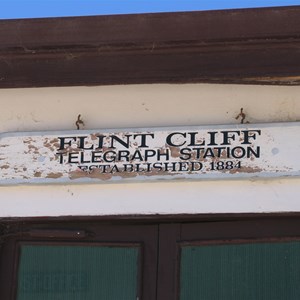 FLINT CLIFF
TELEGRAPH STATION
ESTABLISHED 1884